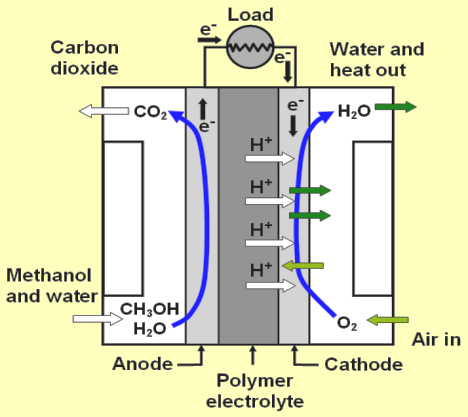 Load
e-
e-
Carbon
dioxide
Water and
heat out
CO2
e-
e-
H2O
H+
H+
H+
H+
Methanol
and water
CH3OH
H2O
O2
Air in
Anode
Cathode
Polymer
electrolyte